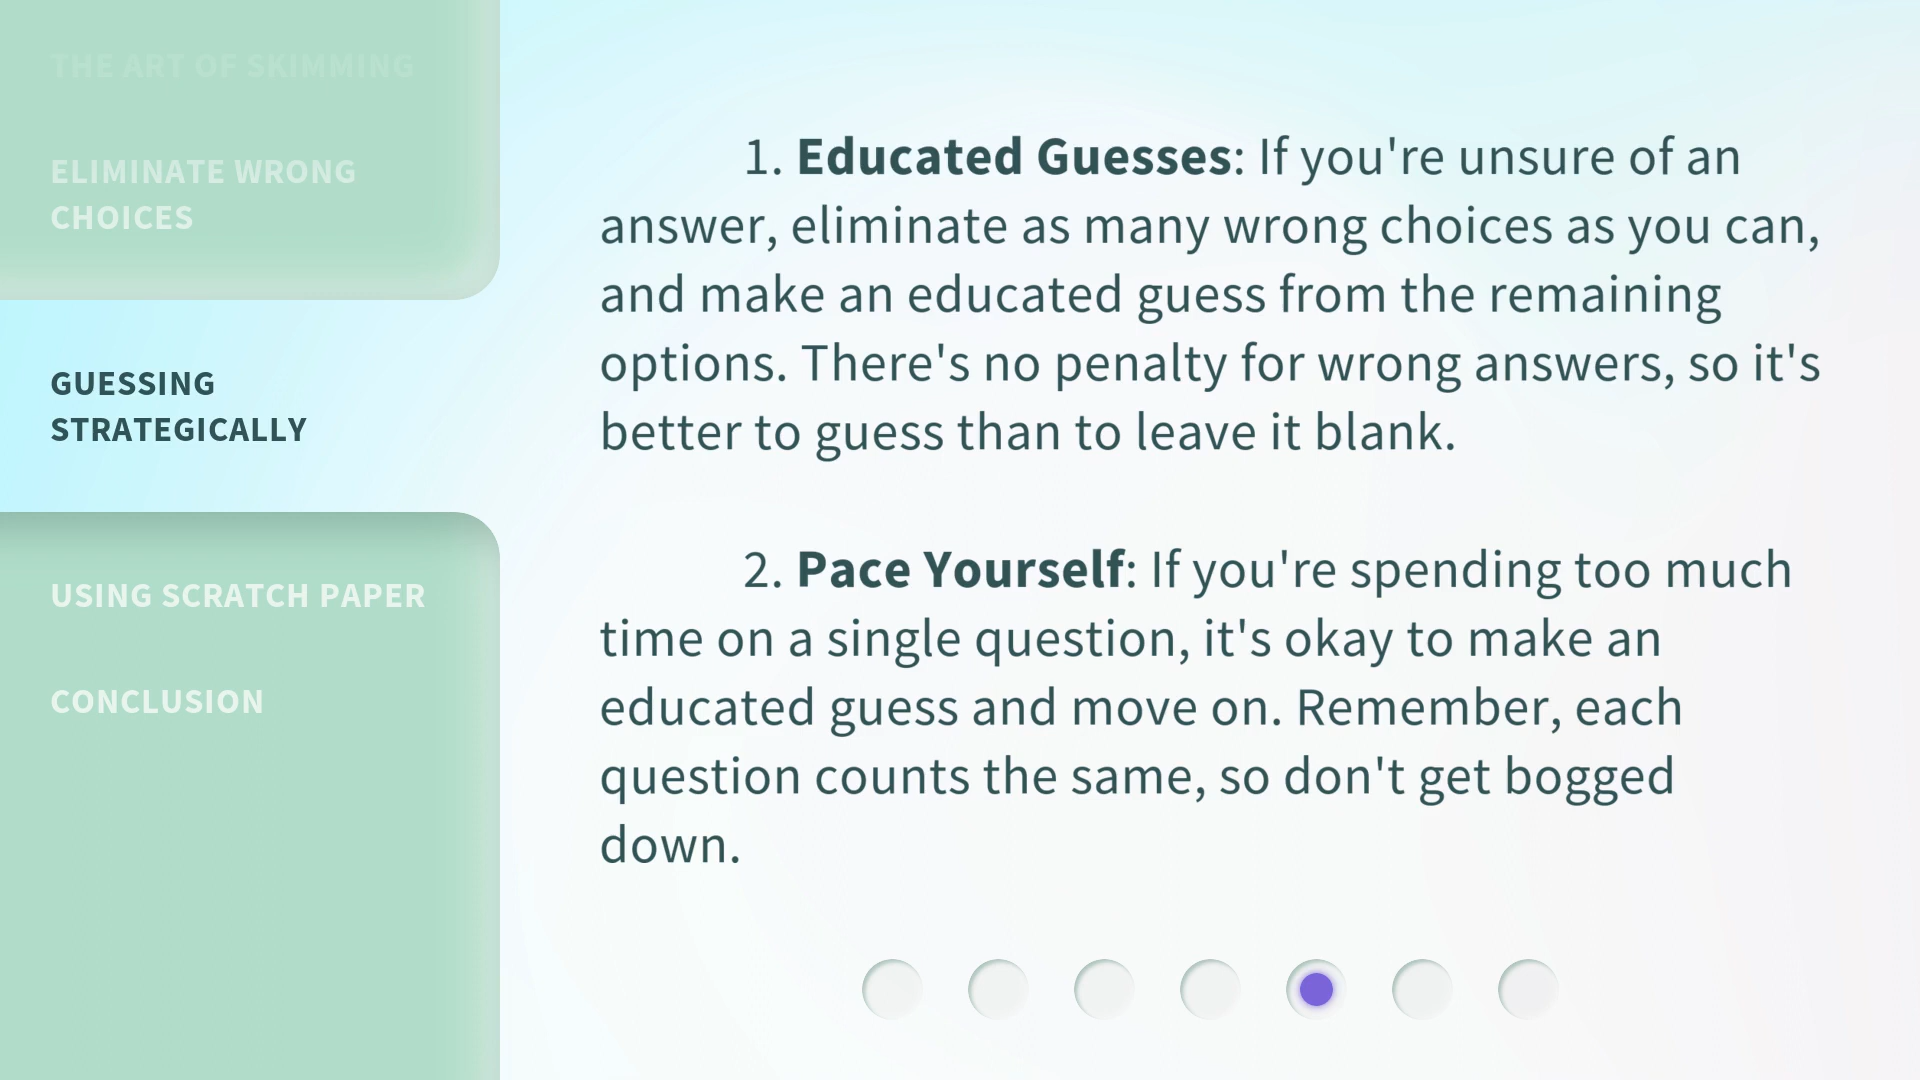 THE ART OF SKIMMING
ELIMINATE WRONG
CHOICES
GUESSING
STRATEGICALLY
USING SCRATCH PAPER
CONCLUSION
1. Educated Guesses: If you're unsure of an
answer, eliminate as many wrong choices as you can,
and make an educated guess from the remaining
options. There's no penalty for wrong answers, so it's
better to guess than to leave it blank.
2. Pace Yourself: If you're spending too much
time on a single question, it's okay to make an
educated guess and move on. Remember, each
question counts the same, so don't get bogged
down.